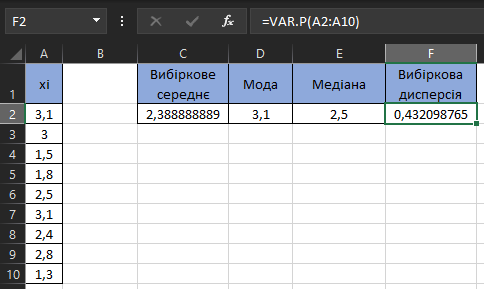 F2 fx =VAR.P(A2:A10)
A B C D E F
1 xi Вибіркове середнє Мода Медіана Вибіркова дисперсія
2 3,1 2,388888889 3,1 2,5 0,432098765
3 3
4 1,5
5 1,8
6 2,5
7 3,1
8 2,4
9 2,8
10 1,3